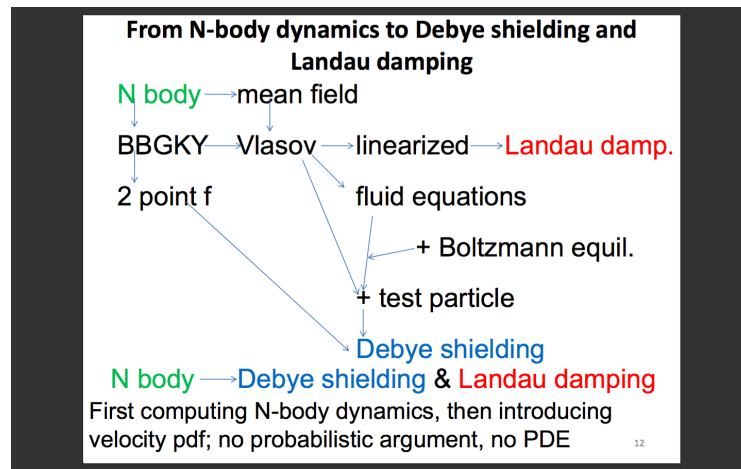 From N-body dynamics to Debye shielding and
Landau damping
N body mean field
BBGKY Vlasov linearized Landau damp.
2 point f fluid equations
+ Boltzmann equil.
+ test particle
Debye shielding
N body Debye shielding & Landau damping
First computing N-body dynamics, then introducing
velocity pdf; no probabilistic argument, no PDE
12